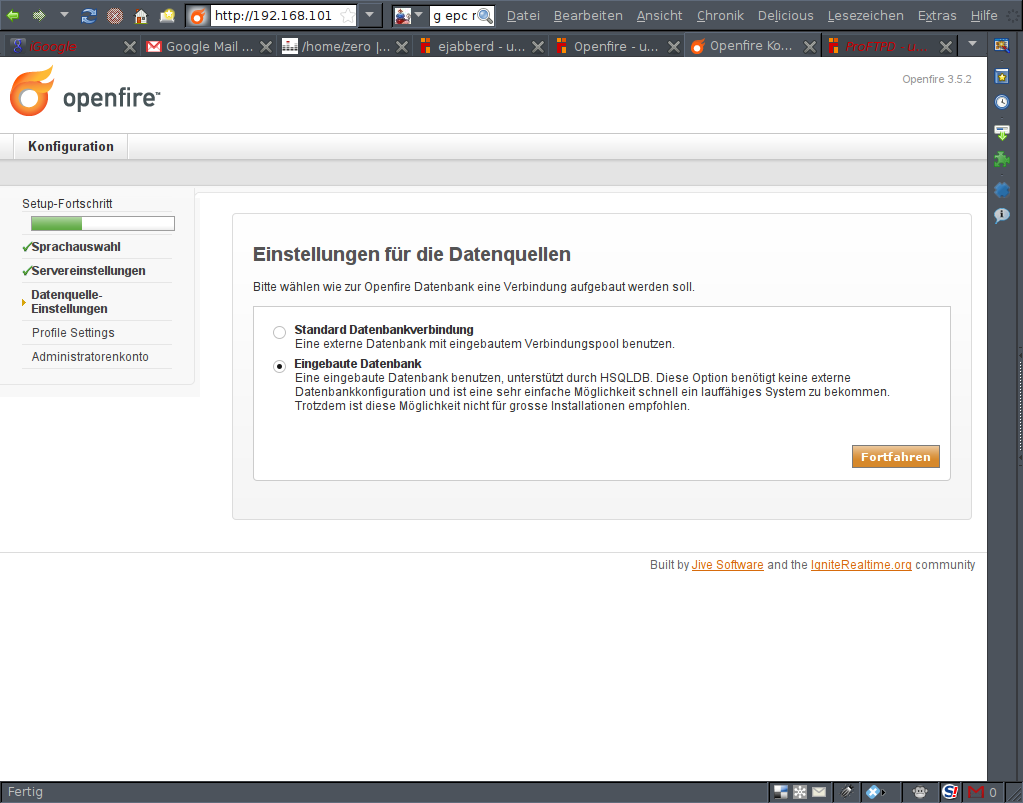 http://192.168.101
g epc r
Datei Bearbeiten Ansicht Chronik Delicious Lesezeichen Extras Hilfe
iGoogle
Google Mail ...
/home/zero |...
ejabberd - u...
Openfire - u...
Openfire Ko...
ProFTPD - u...
openfire™
Openfire 3.5.2
Konfiguration
Setup-Fortschritt
Sprachauswahl
Servereinstellungen
Datenquelle-
Einstellungen
Profile Settings
Administratorenkonto
Einstellungen für die Datenquellen
Bitte wählen wie zur Openfire Datenbank eine Verbindung aufgebaut werden soll.
Standard Datenbankverbindung
Eine externe Datenbank mit eingebautem Verbindungspool benutzen.
Eingebaute Datenbank
Eine eingebaute Datenbank benutzen, unterstützt durch HSQLDB. Diese Option benötigt keine externe
Datenbankkonfiguration und ist eine sehr einfache Möglichkeit schnell ein lauffähiges System zu bekommen.
Trotzdem ist diese Möglichkeit nicht für grosse Installationen empfohlen.
Fortfahren
Built by Jive Software and the IgniteRealtime.org community
Fertig
0